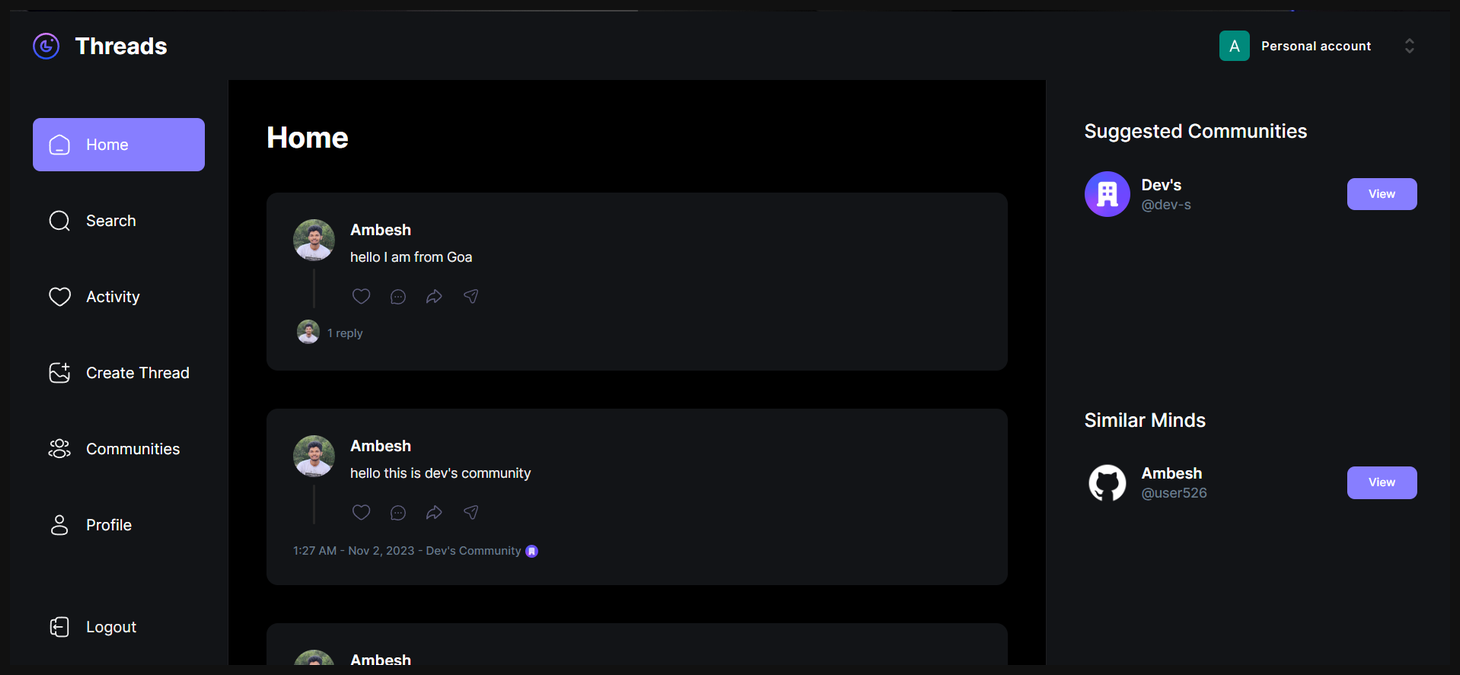 Threads
A Personal account
Home
Search
Activity
Create Thread
Communities
Profile
Logout
Home
Ambesh
hello I am from Goa
1 reply
Ambesh
hello this is dev's community
1:27 AM - Nov 2, 2023 - Dev's Community
Ambesh
Suggested Communities
Dev's
@dev-s
View
Similar Minds
Ambesh
@user526
View